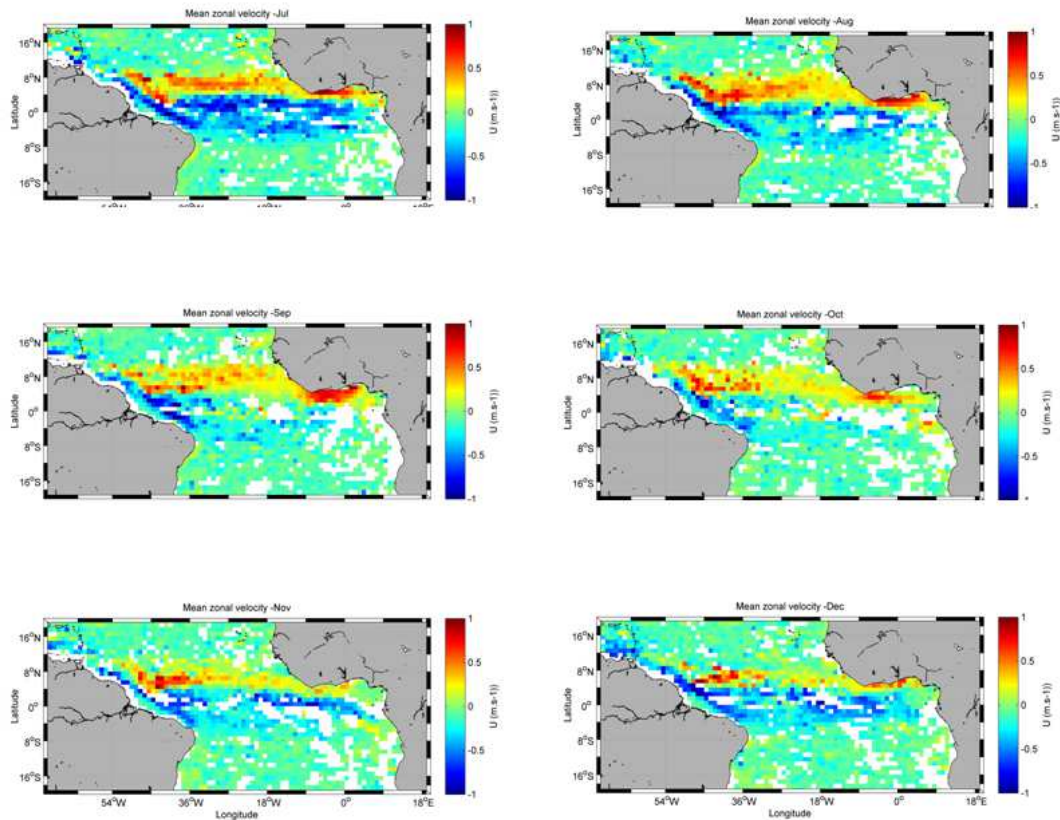 Mean zonal velocity -Jul
16°N
8°N
0°
8°S
16°S
Latitude
1
0.5
0
-0.5
-1
U (m.s-1))
Mean zonal velocity -Aug
16°N
8°N
0°
8°S
16°S
Latitude
1
0.5
0
-0.5
-1
U (m.s-1))
Mean zonal velocity -Sep
16°N
8°N
0°
8°S
16°S
Latitude
1
0.5
0
-0.5
-1
U (m.s-1))
Mean zonal velocity -Oct
16°N
8°N
0°
8°S
16°S
Latitude
1
0.5
0
-0.5
-1
U (m.s-1))
Mean zonal velocity -Nov
16°N
8°N
0°
8°S
16°S
Latitude
54°W 36°W 18°W 0° 18°E
Longitude
1
0.5
0
-0.5
-1
U (m.s-1))
Mean zonal velocity -Dec
16°N
8°N
0°
8°S
16°S
Latitude
54°W 36°W 18°W 0° 18°E
Longitude
1
0.5
0
-0.5
-1
U (m.s-1))